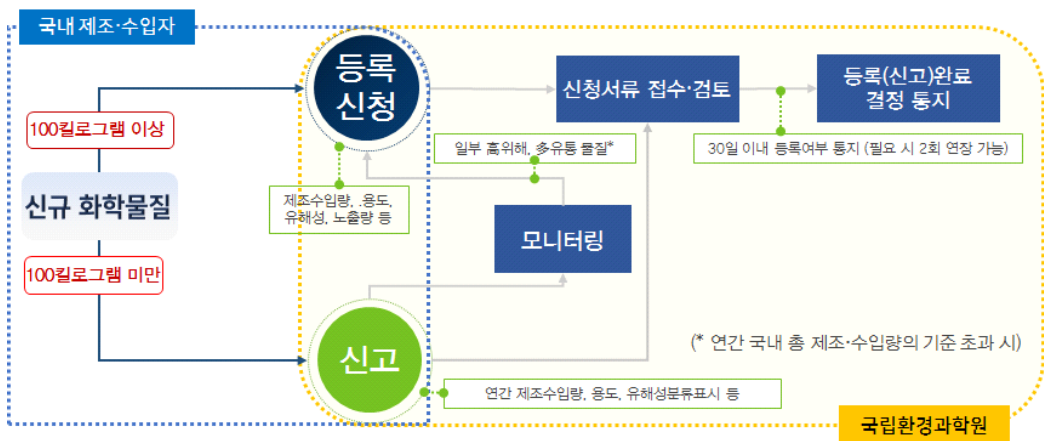 국내 제조·수입자
등록
신청
신청서류 접수·검토
등록(신고)완료
결정 통지
100킬로그램 이상
일부 高위해, 多유통 물질*
30일 이내 등록여부 통지 (필요 시 2회 연장 가능)
신규 화학물질
제조수입량, .용도,
유해성, 노출량 등
모니터링
100킬로그램 미만
신고
(* 연간 국내 총 제조·수입량의 기준 초과 시)
연간 제조수입량, 용도, 유해성분류표시 등
국립환경과학원